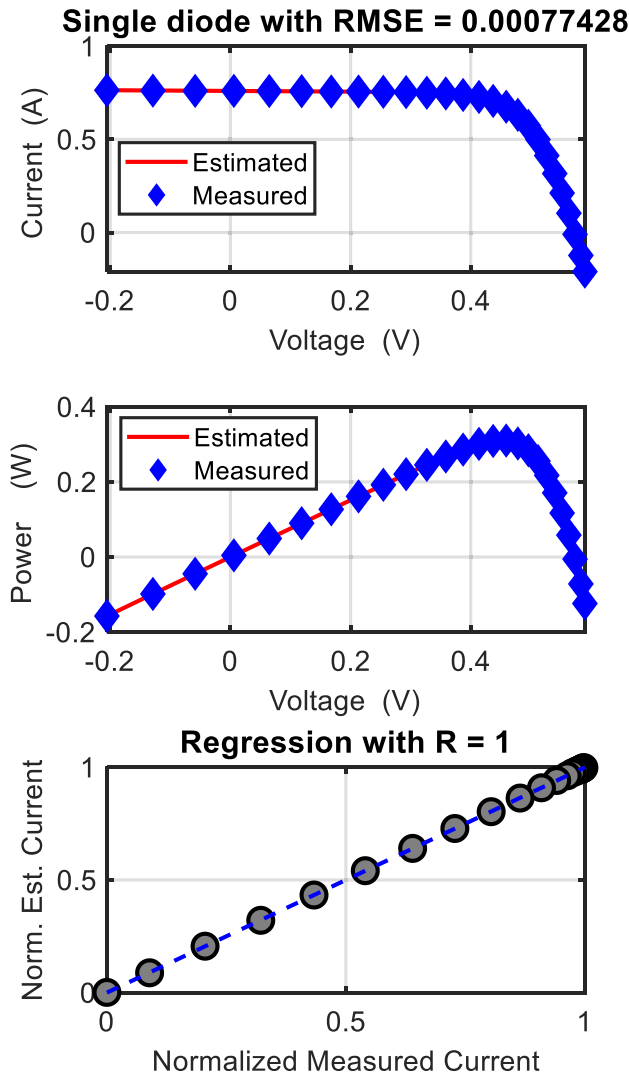 Single diode with RMSE = 0.00077428
1
0.5
0
Current (A)
Estimated
Measured
-0.2 0 0.2 0.4
Voltage (V)
0.4
0.2
0
-0.2
Power (W)
Estimated
Measured
-0.2 0 0.2 0.4
Voltage (V)
Regression with R = 1
1
0.5
0
Norm. Est. Current
0 0.5 1
Normalized Measured Current